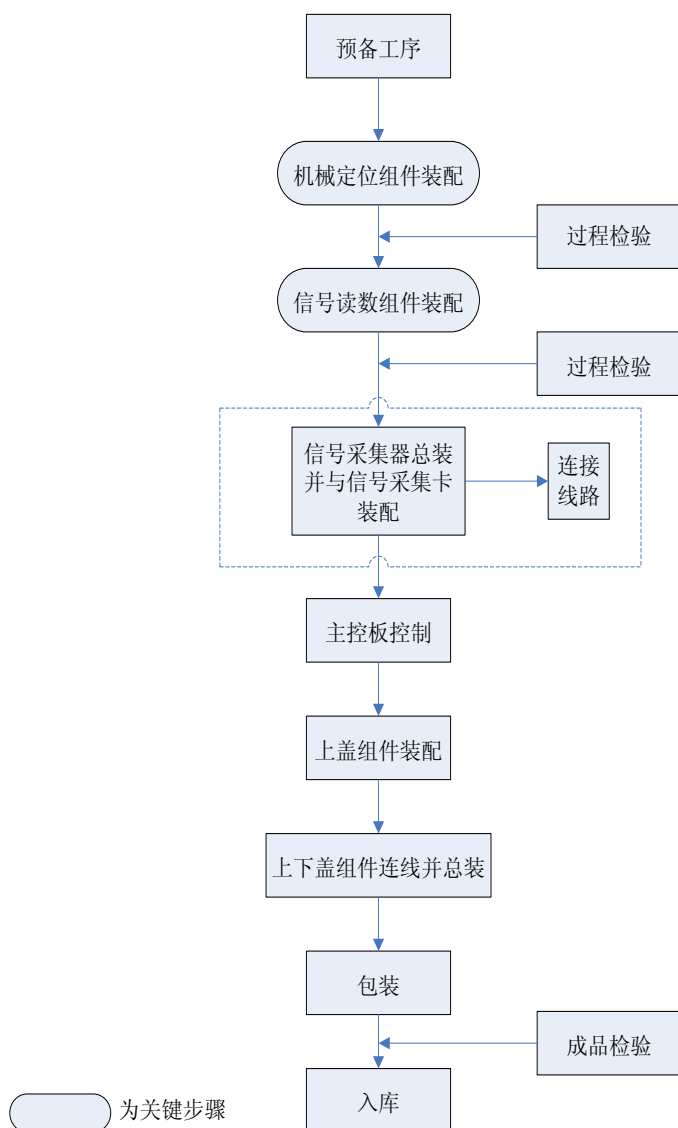 预备工序
机械定位组件装配
过程检验
信号读数组件装配
过程检验
信号采集器总装
并与信号采集卡
装配
连接
线路
主控板控制
上盖组件装配
上下盖组件连线并总装
包装
成品检验
入库
为关键步骤